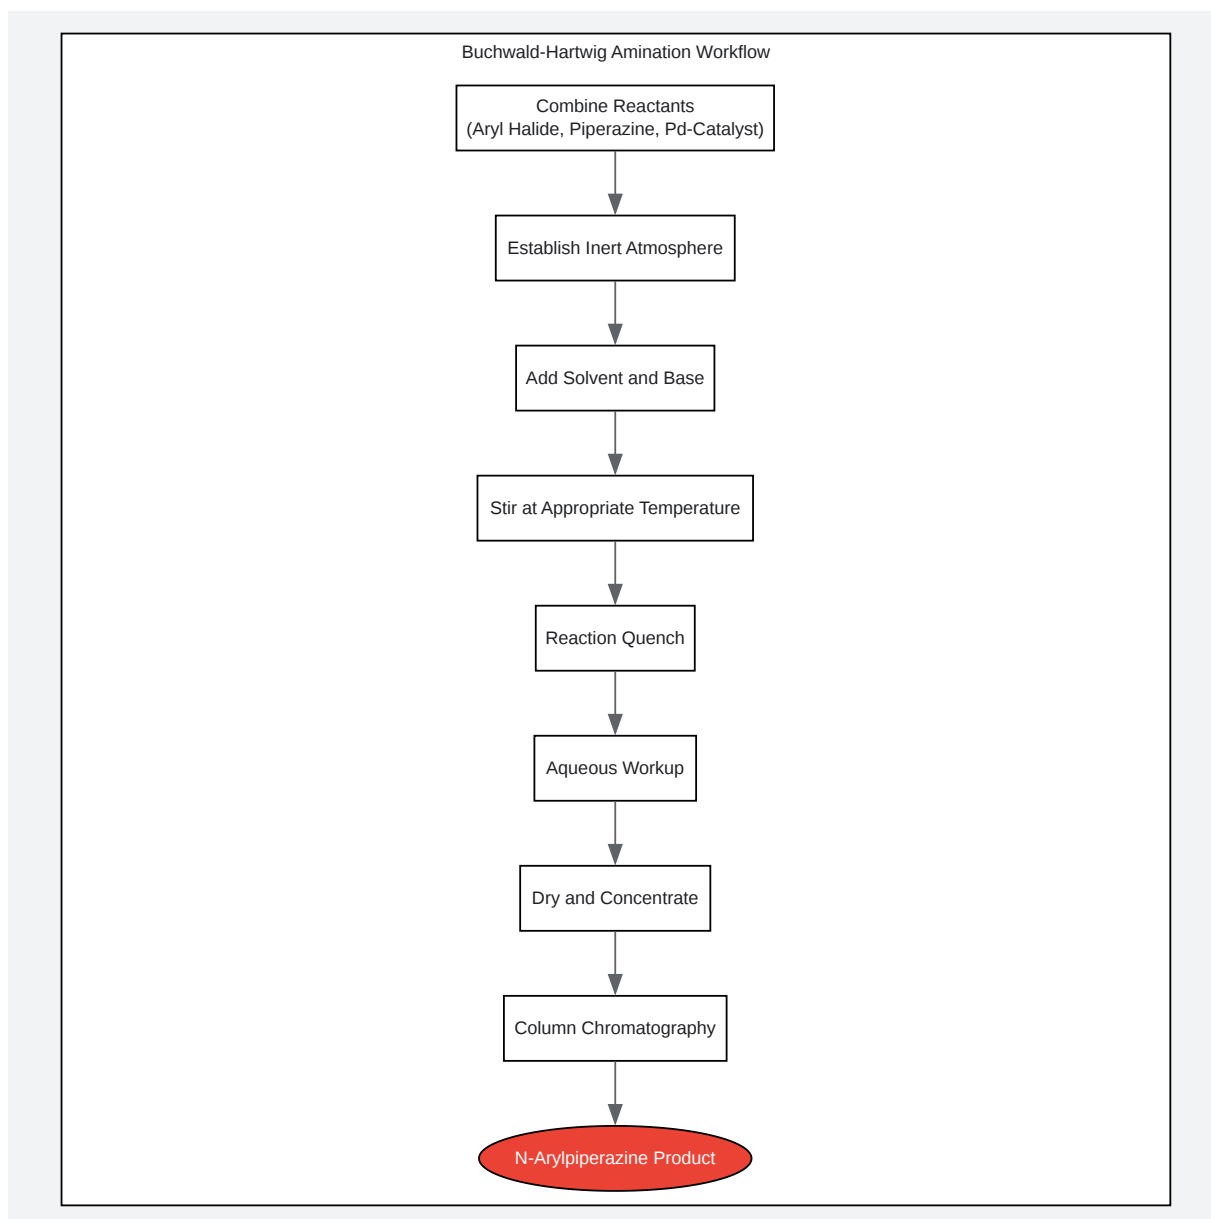 Buchwald-Hartwig Amination Workflow
Combine Reactants
(Aryl Halide, Piperazine, Pd-Catalyst)
Establish Inert Atmosphere
Add Solvent and Base
Stir at Appropriate Temperature
Reaction Quench
Aqueous Workup
Dry and Concentrate
Column Chromatography
N-Arylpiperazine Product